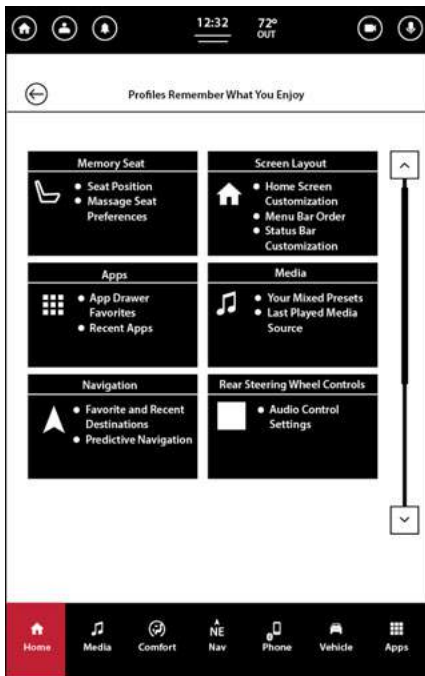 12:32 72º
OUT
Profiles Remember What You Enjoy
Memory Seat
• Seat Position
• Massage Seat
Preferences
Screen Layout
• Home Screen
Customization
• Menu Bar Order
• Status Bar
Customization
Apps
• App Drawer
Favorites
• Recent Apps
Media
• Your Mixed Presets
• Last Played Media
Source
Navigation
• Favorite and Recent
Destinations
• Predictive Navigation
Rear Steering Wheel Controls
• Audio Control
Settings
NE
Home Media Comfort Nav Phone Vehicle Apps